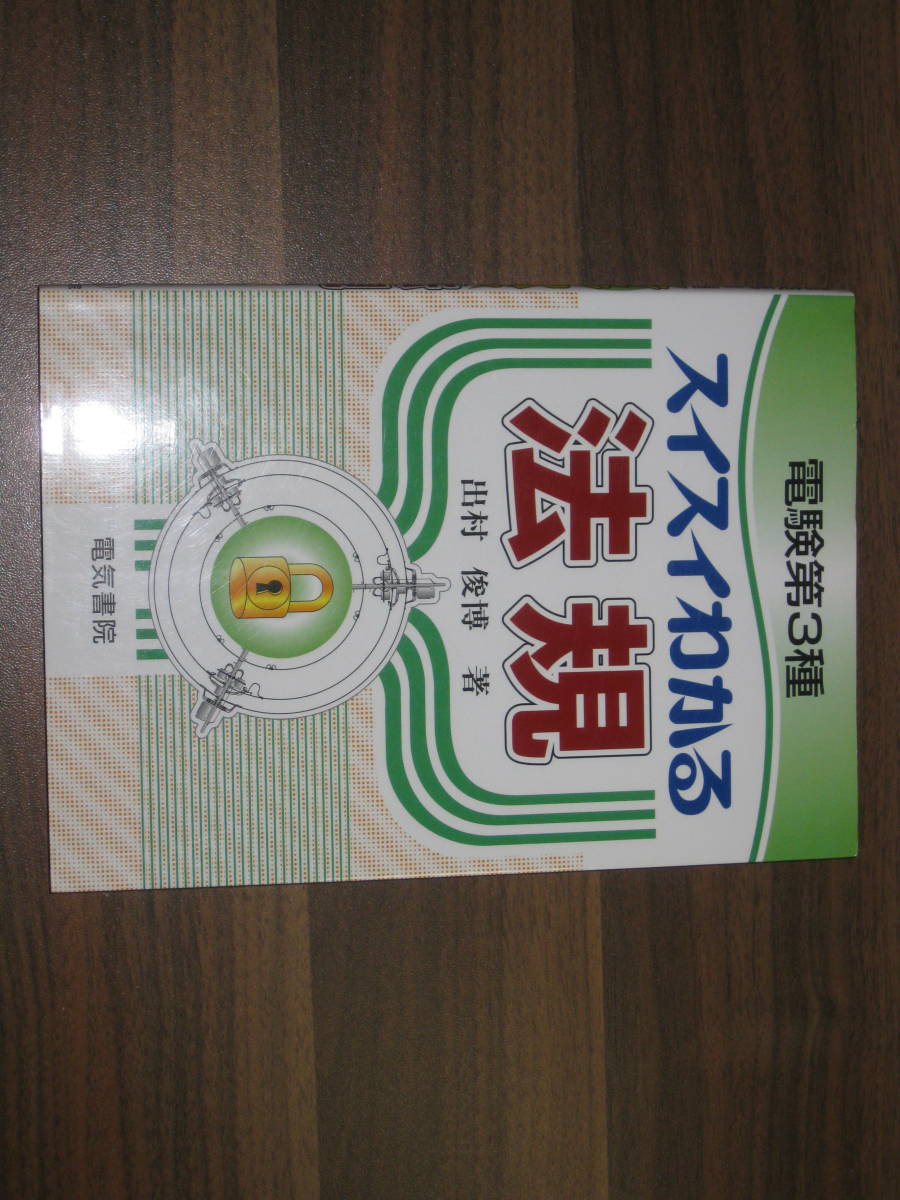 電験第3種
スイスイわかる
法規
出村 俊博 著
電気書院